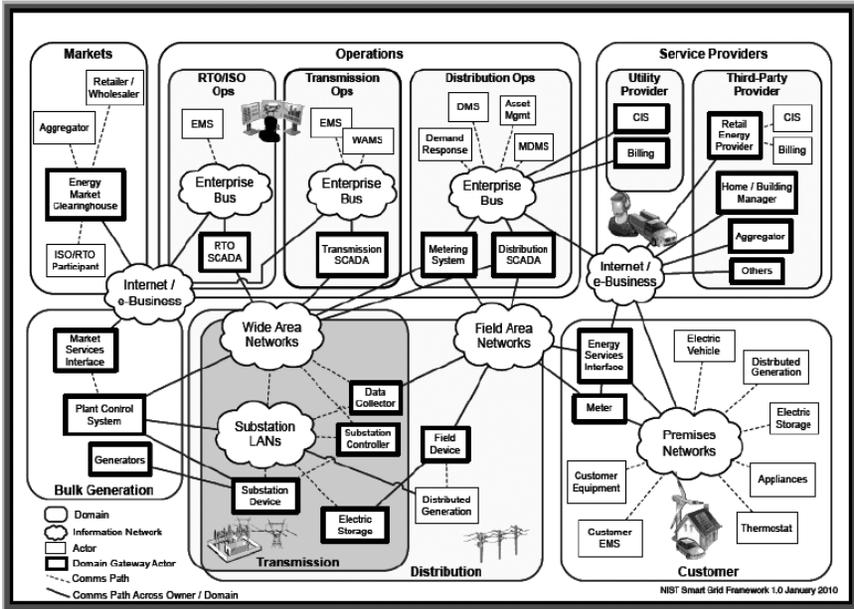 Markets
Operations
Service Providers
Retailer /
Wholesaler
Aggregator
Energy
Market
Clearinghouse
ISO/RTO
Participant
RTO/ISO
Ops
EMS
Enterprise
Bus
RTO
SCADA
Transmission
Ops
EMS
WAMS
Enterprise
Bus
Transmission
SCADA
Distribution Ops
DMS
Asset
Mgmt
Demand
Response
MDMS
Enterprise
Bus
Metering
System
Distribution
SCADA
Utility
Provider
CIS
Billing
Third-Party
Provider
Retail
Energy
Provider
CIS
Billing
Home / Building
Manager
Aggregator
Others
Internet /
e-Business
Internet /
e-Business
Market
Services
Interface
Plant Control
System
Generators
Bulk Generation
Wide Area
Networks
Field Area
Networks
Data
Collector
Substation
LANs
Substation
Controller
Field
Device
Substation
Device
Electric
Storage
Distributed
Generation
Transmission
Distribution
Energy
Services
Interface
Meter
Electric
Vehicle
Distributed
Generation
Electric
Storage
Premises
Networks
Customer
Equipment
Appliances
Customer
EMS
Thermostat
Customer
Domain
Information Network
Actor
Domain Gateway Actor
Comms Path
Comms Path Across Owner / Domain
NIST Smart Grid Framework 1.0 January 2010